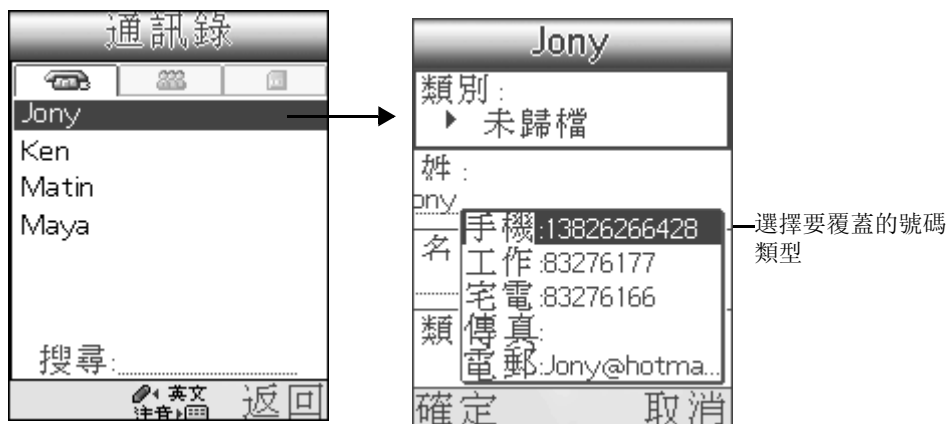 通訊錄
Jony
Ken
Matin
Maya
搜尋:
英文
注音
返回
Jony
類別:
未歸檔
姓:
ony
名
類
手機:13826266428
工作:83276177
宅電:83276166
傳真:
電郵:Jony@hotma...
確定 取消
選擇要覆蓋的號碼
類型